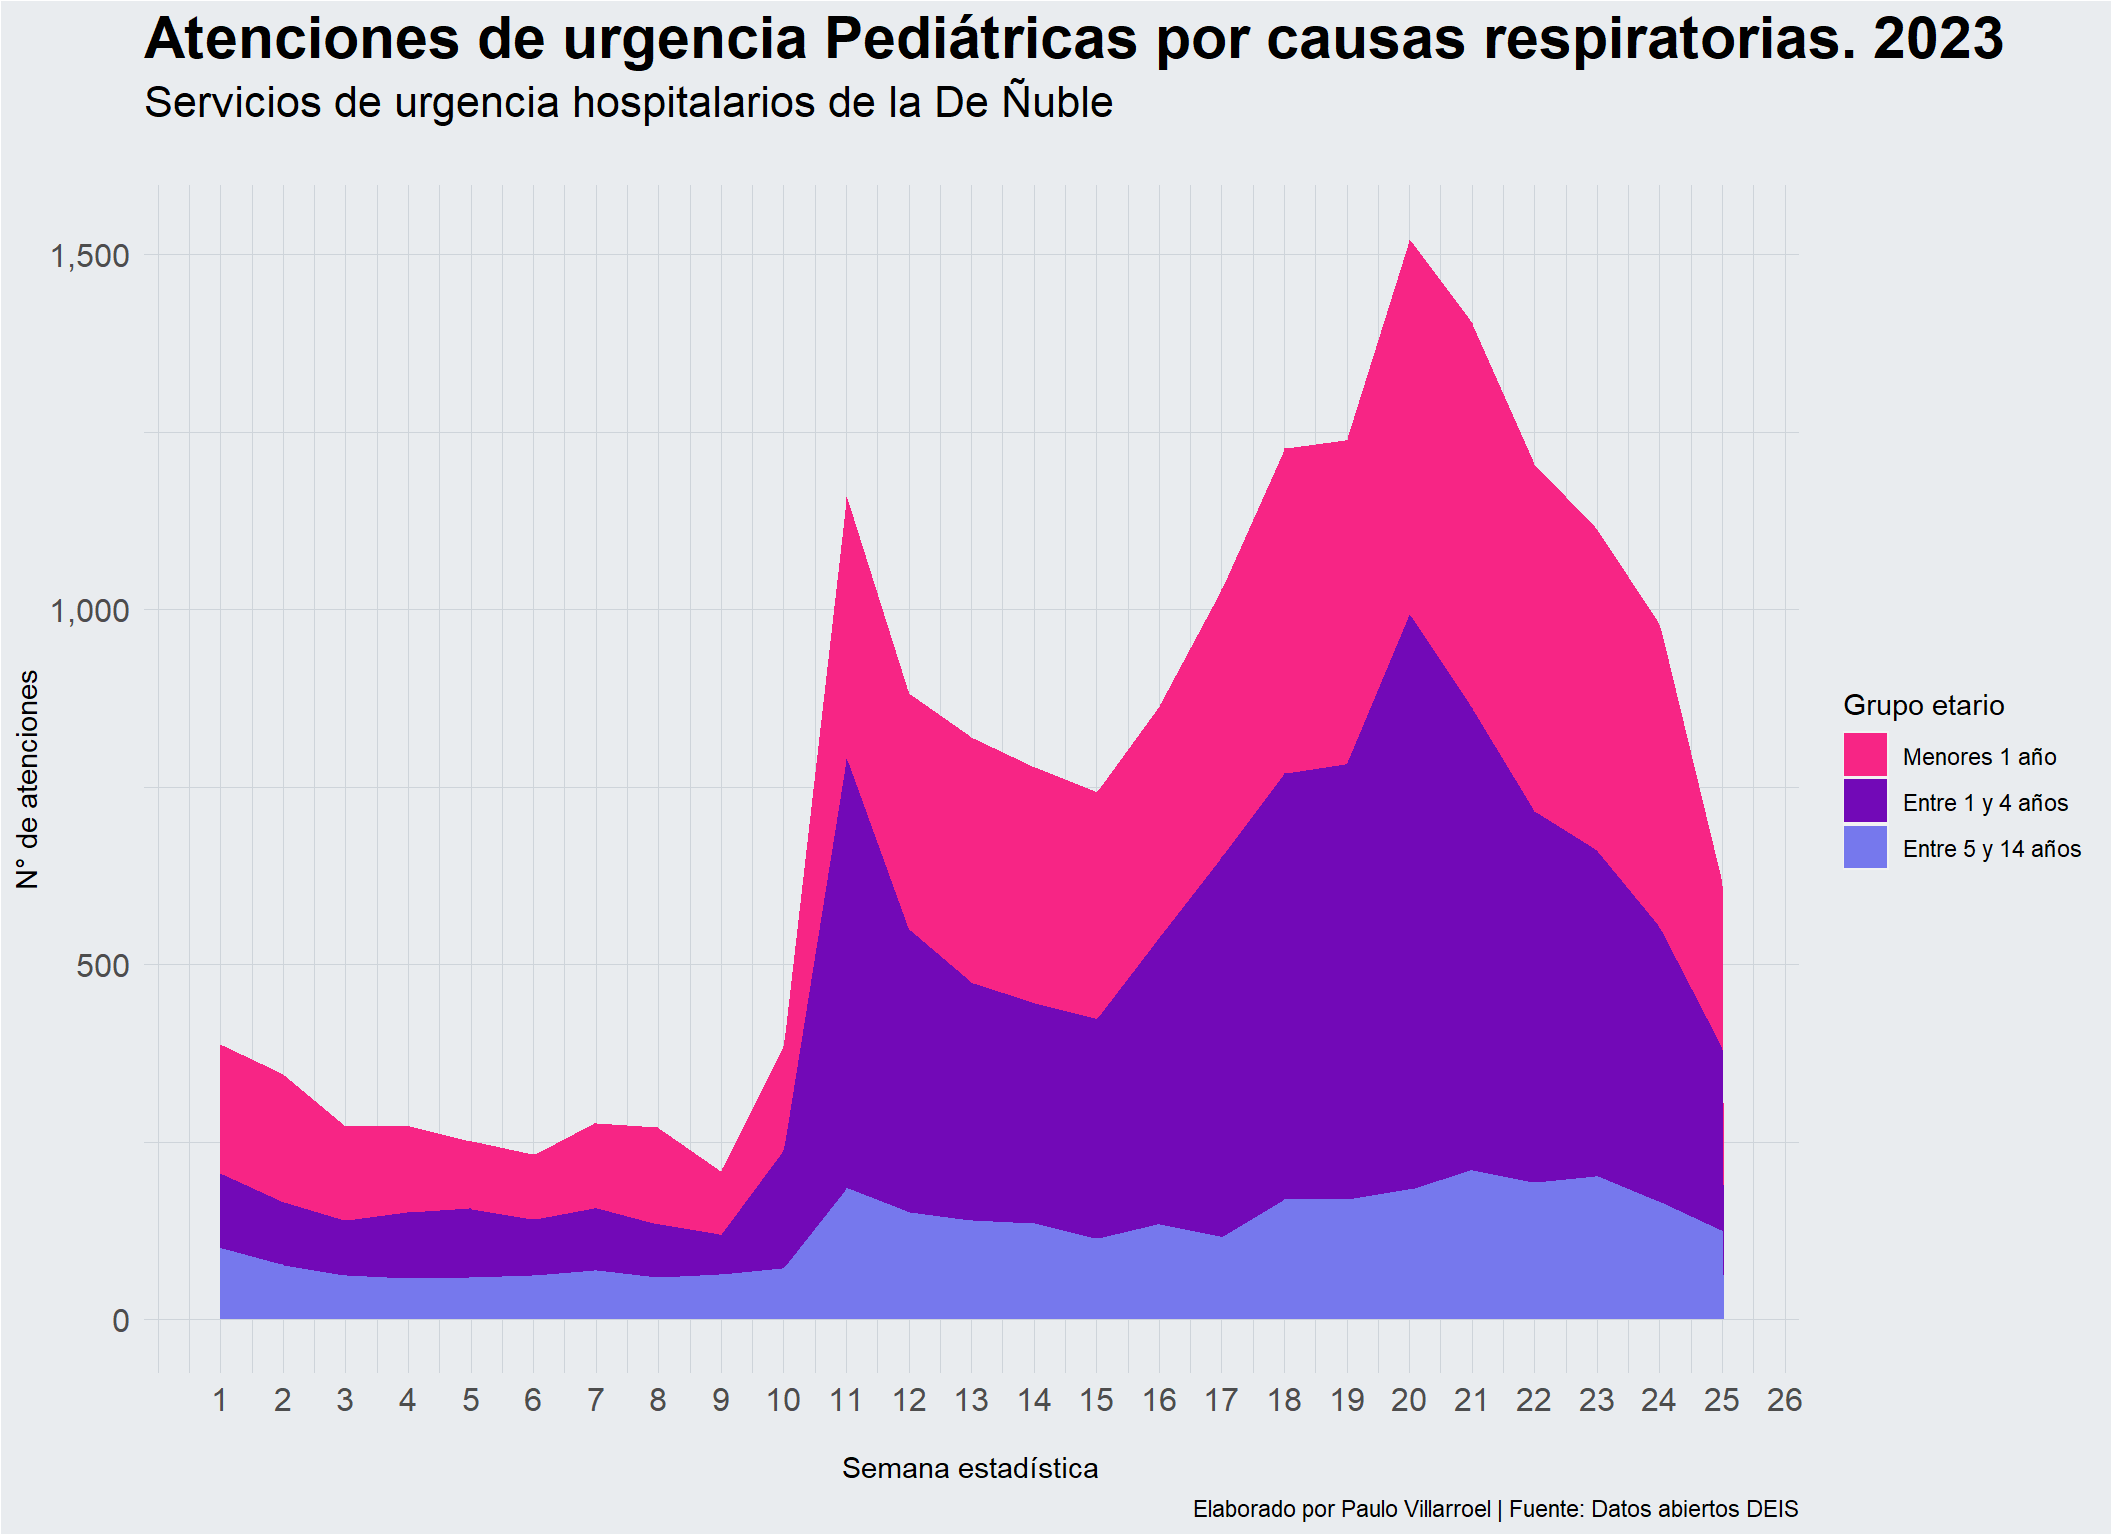 Atenciones de urgencia Pediátricas por causas respiratorias. 2023
Servicios de urgencia hospitalarios de la De Ñuble
1,500
1,000
500
0
N° de atenciones
1 2 3 4 5 6 7 8 9 10 11 12 13 14 15 16 17 18 19 20 21 22 23 24 25 26
Semana estadística
Grupo etario
Menores 1 año
Entre 1 y 4 años
Entre 5 y 14 años
Elaborado por Paulo Villarroel | Fuente: Datos abiertos DEIS